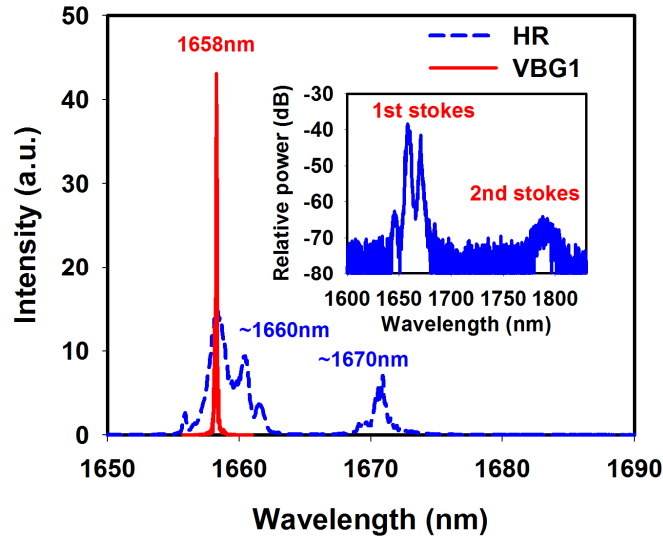 50
40
30
20
10
0
Intensity (a.u.)
1658nm
HR
VBG1
-30
-40
-50
-60
-70
-80
Relative power (dB)
1st stokes
2nd stokes
1600 1650 1700 1750 1800
Wavelength (nm)
~1660nm
~1670nm
1650 1660 1670 1680 1690
Wavelength (nm)